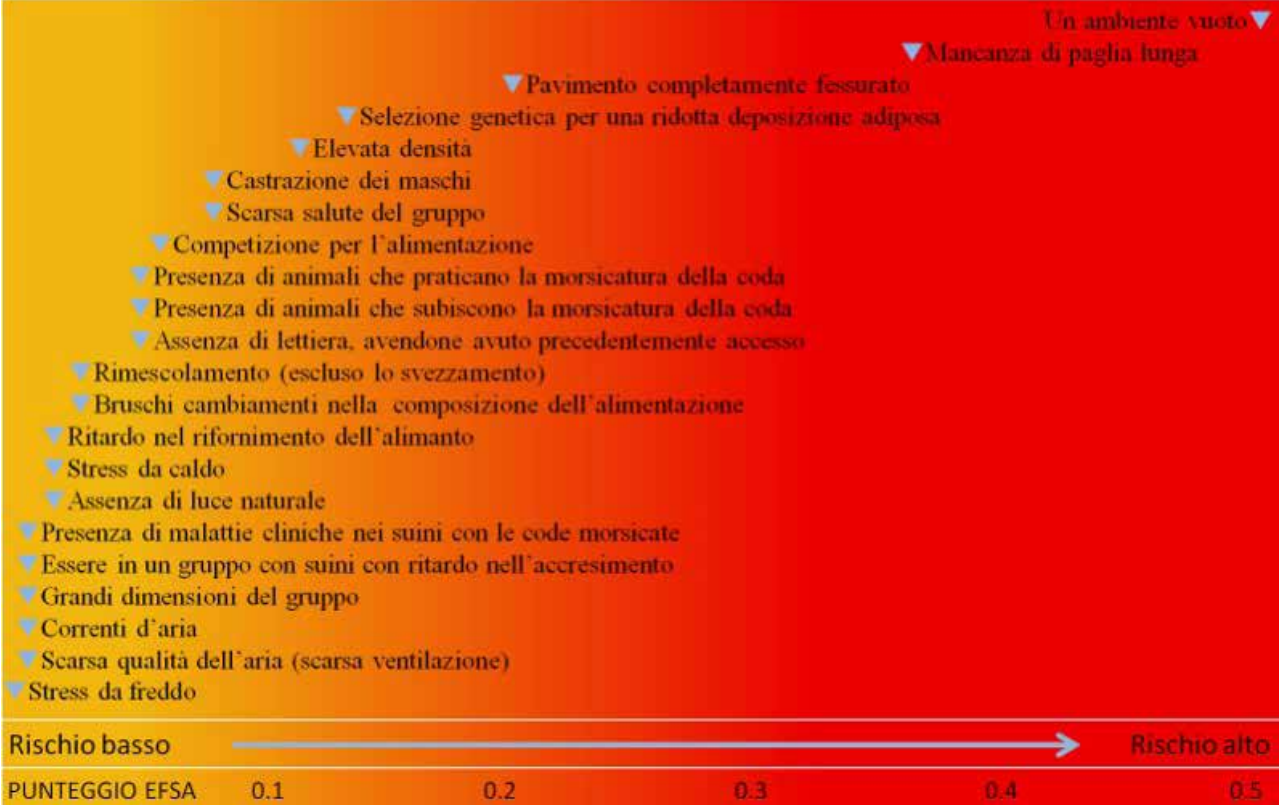 Un ambiente vuoto
Mancanza di paglia lunga
Pavimento completamente fessurato
Selezione genetica per una ridotta deposizione adiposa
Elevata densità
Castrazione dei maschi
Scarsa salute del gruppo
Competizione per l'alimentazione
Presenza di animali che praticano la morsicatura della coda
Presenza di animali che subiscono la morsicatura della coda
Assenza di lettiera, avendone avuto precedentemente accesso
Rimescolamento (escluso lo svezzamento)
Bruschi cambiamenti nella composizione dell'alimentazione
Ritardo nel rifornimento dell'alimanto
Stress da caldo
Assenza di luce naturale
Presenza di malattie cliniche nei suini con le code morsicate
Essere in un gruppo con suini con ritardo nell'accresimento
Grandi dimensioni del gruppo
Correnti d'aria
Scarsa qualità dell'aria (scarsa ventilazione)
Stress da freddo
Rischio basso Rischio alto
PUNTEGGIO EFSA 0.1 0.2 0.3 0.4 0.5